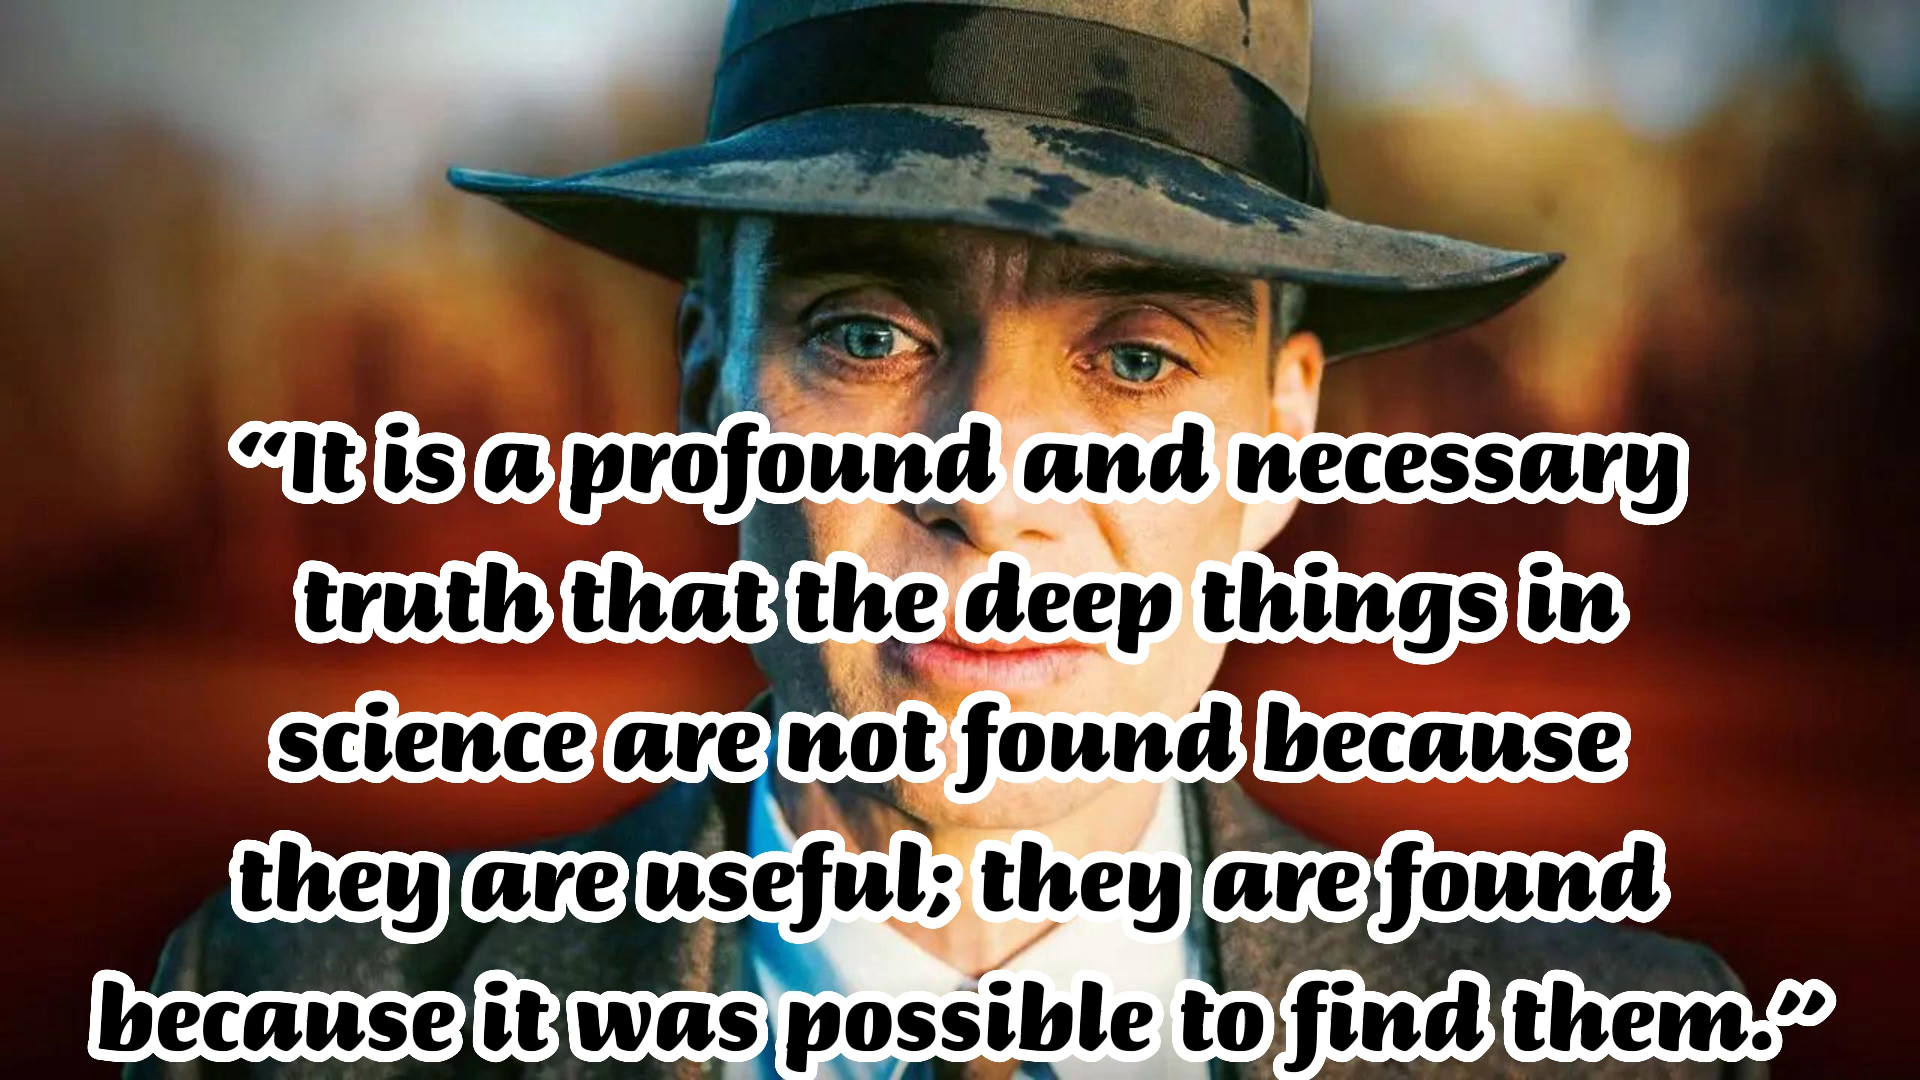 “It is a profound and necessary
truth that the deep things in
science are not found because
they are useful; they are found
because it was possible to find them.”